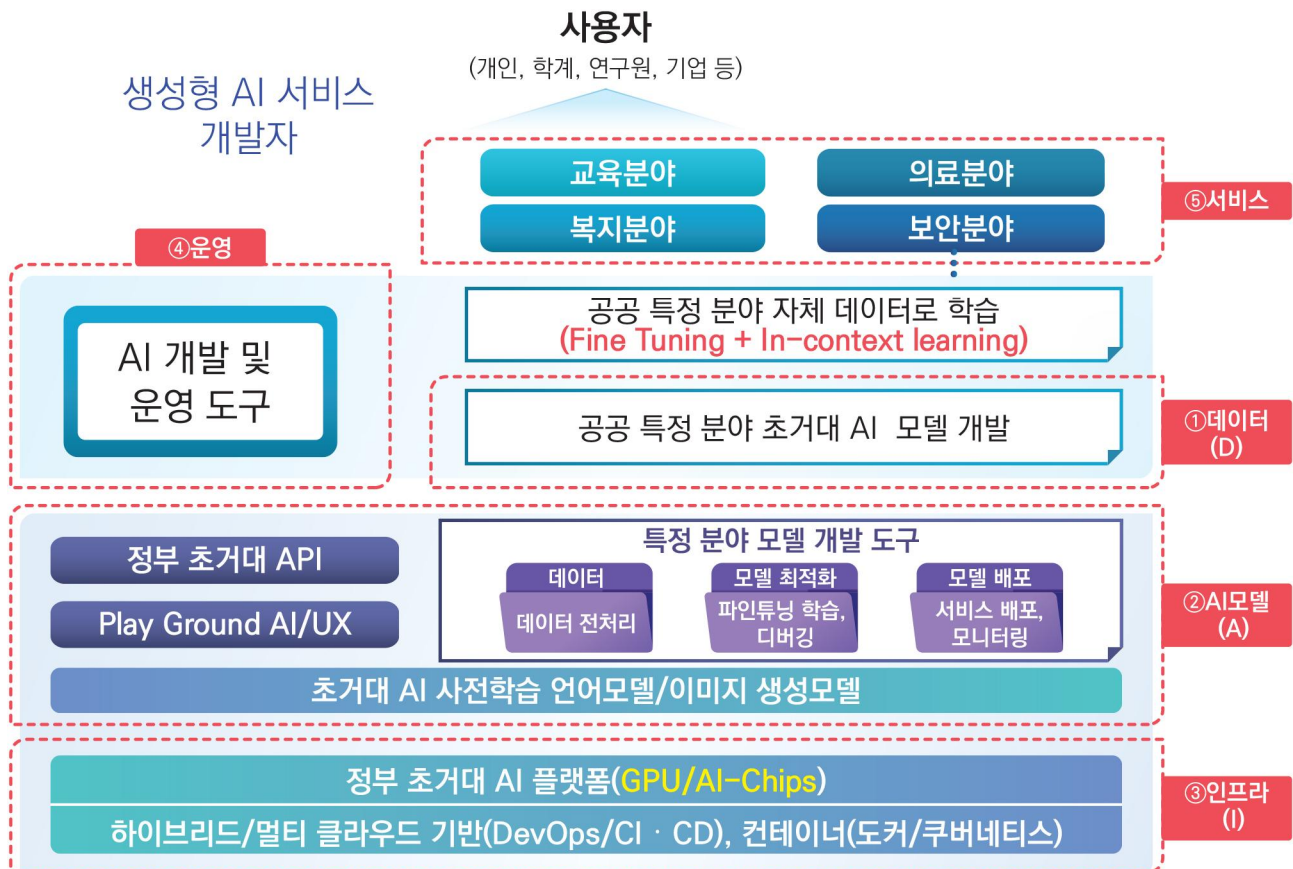 사용자
(개인, 학계, 연구원, 기업 등)
생성형 AI 서비스
개발자
교육분야
의료분야
복지분야
보안분야
⑤서비스
④운영
AI 개발 및
운영 도구
공공 특정 분야 자체 데이터로 학습
(Fine Tuning + In-context learning)
공공 특정 분야 초거대 AI 모델 개발
①데이터
(D)
정부 초거대 API
Play Ground AI/UX
특정 분야 모델 개발 도구
데이터
데이터 전처리
모델 최적화
파인튜닝 학습,
디버깅
모델 배포
서비스 배포,
모니터링
초거대 AI 사전학습 언어모델/이미지 생성모델
②AI모델
(A)
정부 초거대 AI 플랫폼(GPU/AI-Chips)
하이브리드/멀티 클라우드 기반(DevOps/CI · CD), 컨테이너(도커/쿠버네티스)
③인프라
(I)